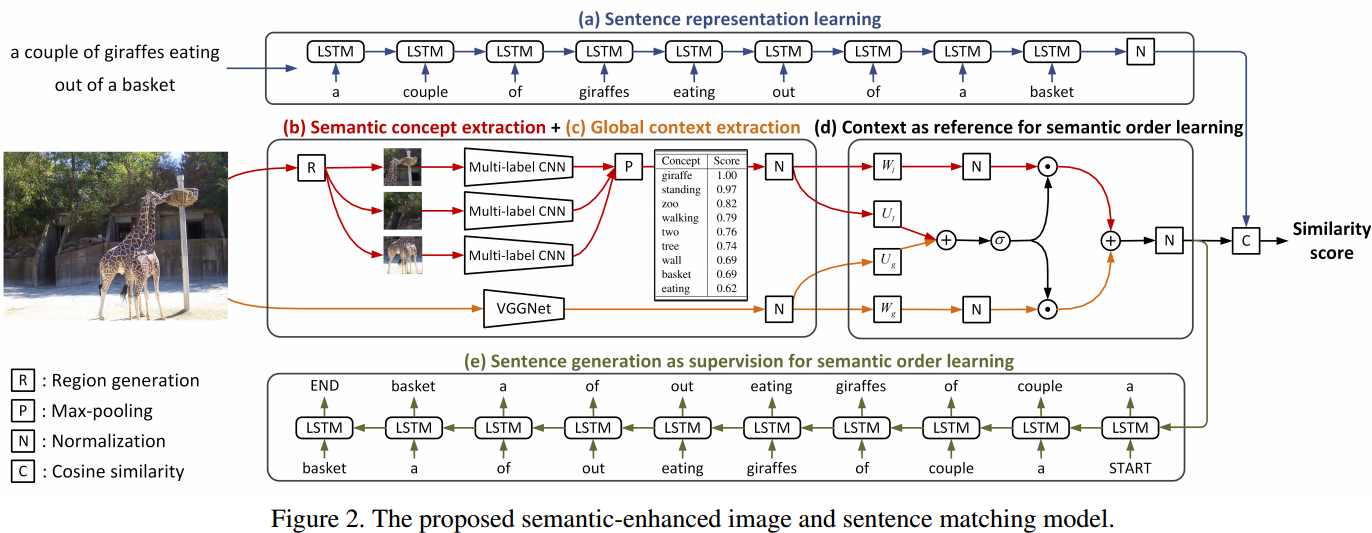 (a) Sentence representation learning
a couple of giraffes eating
out of a basket
LSTM LSTM LSTM LSTM LSTM LSTM LSTM LSTM LSTM N
a couple of giraffes eating out of a basket
(b) Semantic concept extraction + (c) Global context extraction
R
Multi-label CNN
Multi-label CNN
Multi-label CNN
VGGNet
P
Concept Score
giraffe 1.00
standing 0.97
zoo 0.82
walking 0.79
two 0.76
tree 0.74
wall 0.69
basket 0.69
eating 0.62
N
N
(d) Context as reference for semantic order learning
W_l N
U_l
+ σ
U_g
W_g N
+ N C
Similarity
score
(e) Sentence generation as supervision for semantic order learning
END basket a of out eating giraffes of couple a
LSTM LSTM LSTM LSTM LSTM LSTM LSTM LSTM LSTM LSTM
basket a of out eating giraffes of couple a START
R : Region generation
P : Max-pooling
N : Normalization
C : Cosine similarity
Figure 2. The proposed semantic-enhanced image and sentence matching model.